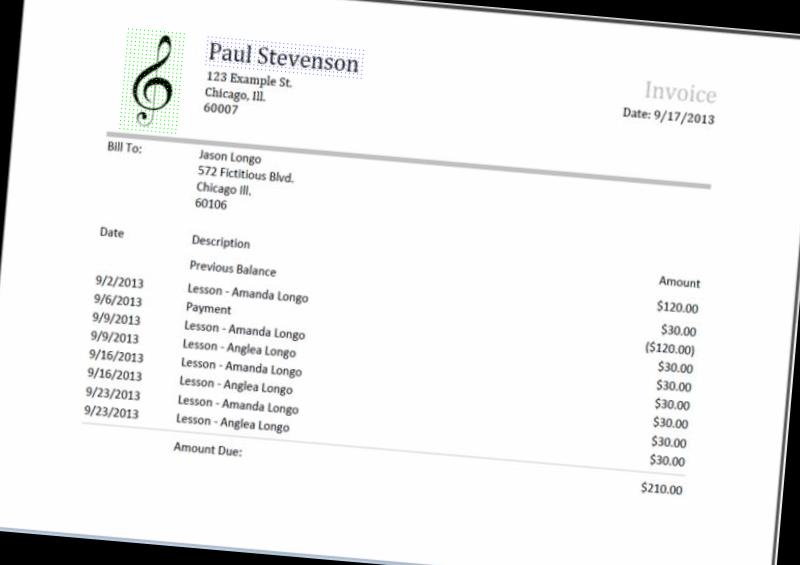 Paul Stevenson
123 Example St.
Chicago, Ill.
60007
Invoice
Date: 9/17/2013
Bill To:
Jason Longo
572 Fictitious Blvd.
Chicago Ill.
60106
Date Description Amount
Previous Balance $120.00
9/2/2013 Lesson - Amanda Longo $30.00
9/6/2013 Payment ($120.00)
9/9/2013 Lesson - Amanda Longo $30.00
9/9/2013 Lesson - Anglea Longo $30.00
9/16/2013 Lesson - Amanda Longo $30.00
9/16/2013 Lesson - Anglea Longo $30.00
9/23/2013 Lesson - Amanda Longo $30.00
9/23/2013 Lesson - Anglea Longo $30.00
Amount Due: $210.00